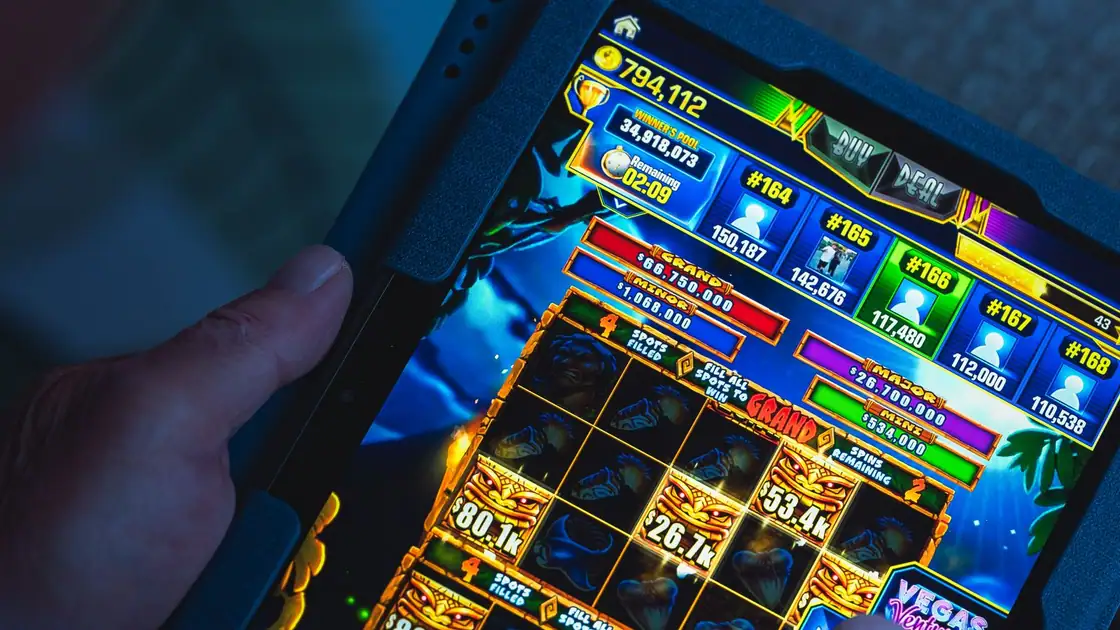 794,112
BUY
DEAL
WINNER'S POOL
34,918,073
Remaining
02:09
#164
150,187
#165
142,676
#166
117,480
#167
112,000
#168
110,538
43
GRAND
$66,750,000
MINOR
$1,068,000
MAJOR
$26,700,000
MINI
$534,000
4 SPOTS FILLED
FILL ALL SPOTS TO WIN GRAND
SPINS REMAINING 2
$80.1K
$26.7K
$53.4K
4 SPOTS FILLED
FILL ALL
VEGAS